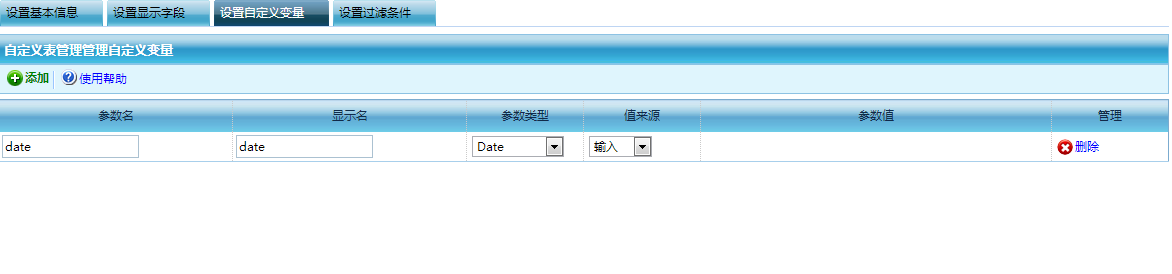 设置基本信息 设置显示字段 设置自定义变量 设置过滤条件
自定义表管理管理自定义变量
添加 使用帮助
参数名 显示名 参数类型 值来源 参数值 管理
date date Date 输入 删除